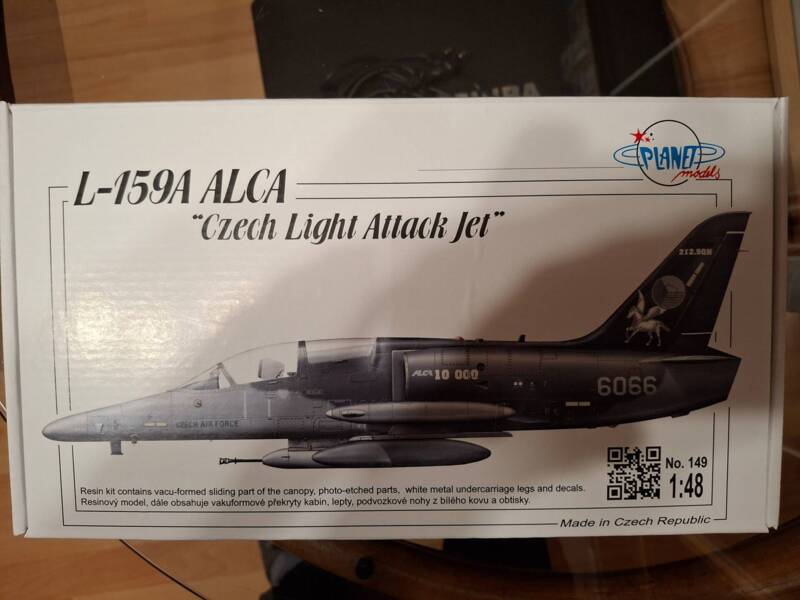 PLANET
models
L-159A ALCA
"Czech Light Attack Jet"
212.SQN
ALCA 10 000
6066
CZECH AIR FORCE
No. 149
1:48
Resin kit contains vacu-formed sliding part of the canopy, photo-etched parts, white metal undercarriage legs and decals.
Resinový model, dále obsahuje vakuformové překryty kabin, lepty, podvozkové nohy z bílého kovu a obtisky.
Made in Czech Republic